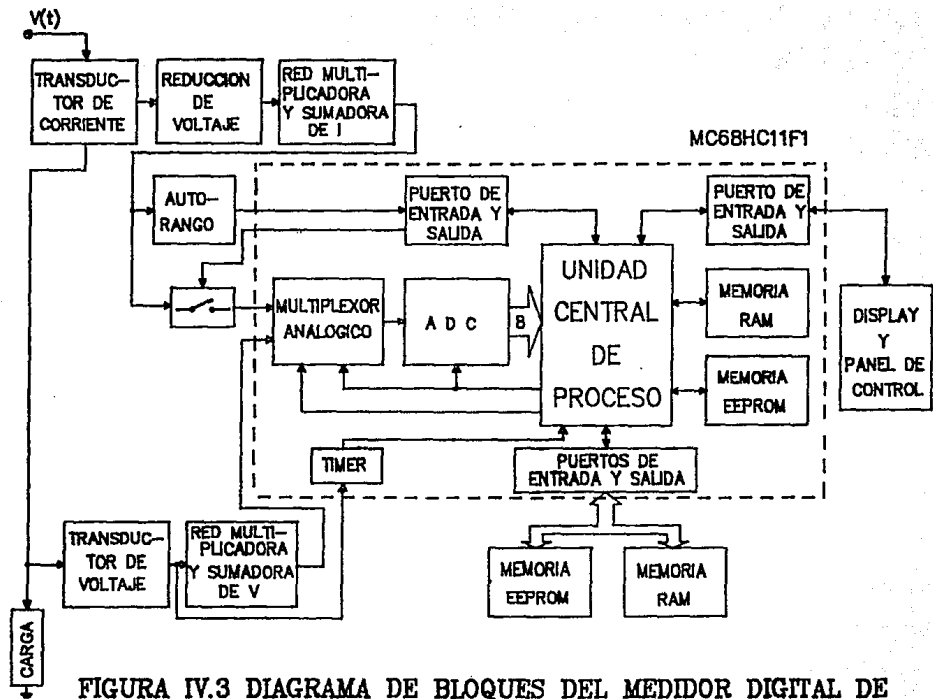 V(t)
TRANSDUC-
TOR DE
CORRIENTE
REDUCCION
DE
VOLTAJE
RED MULTI-
PLICADORA
Y SUMADORA
DE I
MC68HC11F1
AUTO-
RANGO
PUERTO DE
ENTRADA Y
SALIDA
PUERTO DE
ENTRADA Y
SALIDA
MULTIPLEXOR
ANALOGICO
A D C
8
UNIDAD
CENTRAL
DE
PROCESO
MEMORIA
RAM
MEMORIA
EEPROM
DISPLAY
Y
PANEL DE
CONTROL
TIMER
PUERTOS DE
ENTRADA Y SALIDA
TRANSDUC-
TOR DE
VOLTAJE
RED MULTI-
PLICADORA
Y SUMADORA
DE V
MEMORIA
EEPROM
MEMORIA
RAM
CARGA
FIGURA IV.3 DIAGRAMA DE BLOQUES DEL MEDIDOR DIGITAL DE